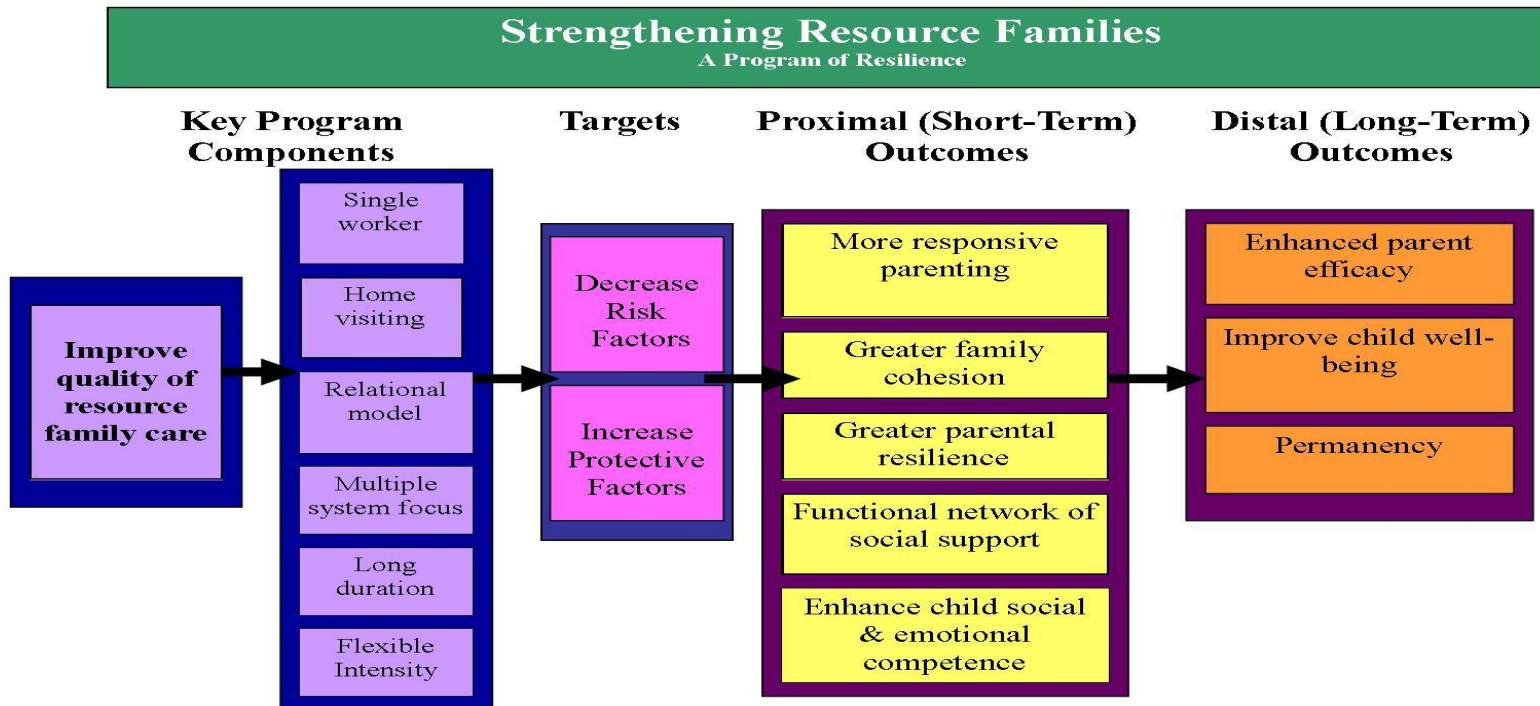 Strengthening Resource Families
A Program of Resilience
Key Program
Components
Targets
Proximal (Short-Term)
Outcomes
Distal (Long-Term)
Outcomes
Improve
quality of
resource
family care
Single
worker
Home
visiting
Relational
model
Multiple
system focus
Long
duration
Flexible
Intensity
Decrease
Risk
Factors
Increase
Protective
Factors
More responsive
parenting
Greater family
cohesion
Greater parental
resilience
Functional network of
social support
Enhance child social
& emotional
competence
Enhanced parent
efficacy
Improve child well-
being
Permanency